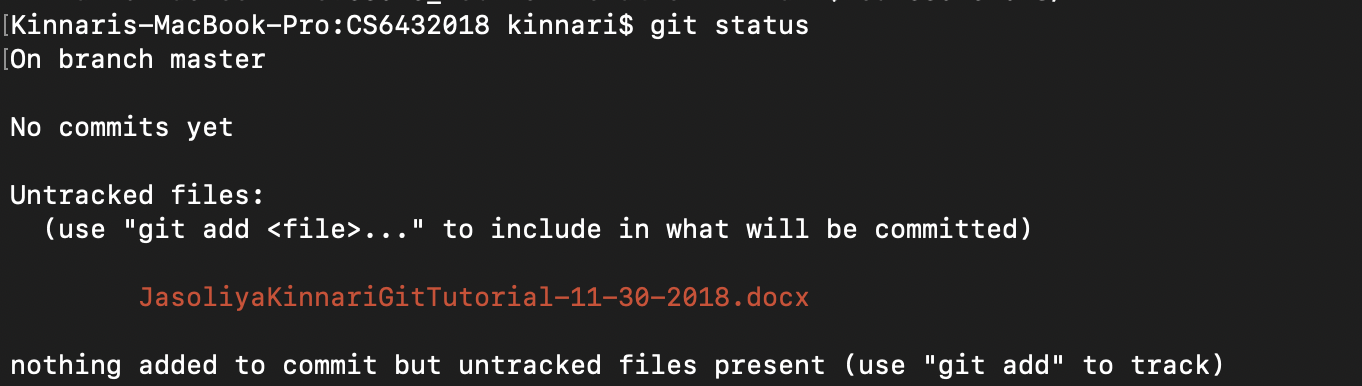 Kinnaris-MacBook-Pro:CS6432018 kinnari$ git status
On branch master
No commits yet
Untracked files:
(use "git add <file>..." to include in what will be committed)
JasoliyaKinnariGitTutorial-11-30-2018.docx
nothing added to commit but untracked files present (use "git add" to track)